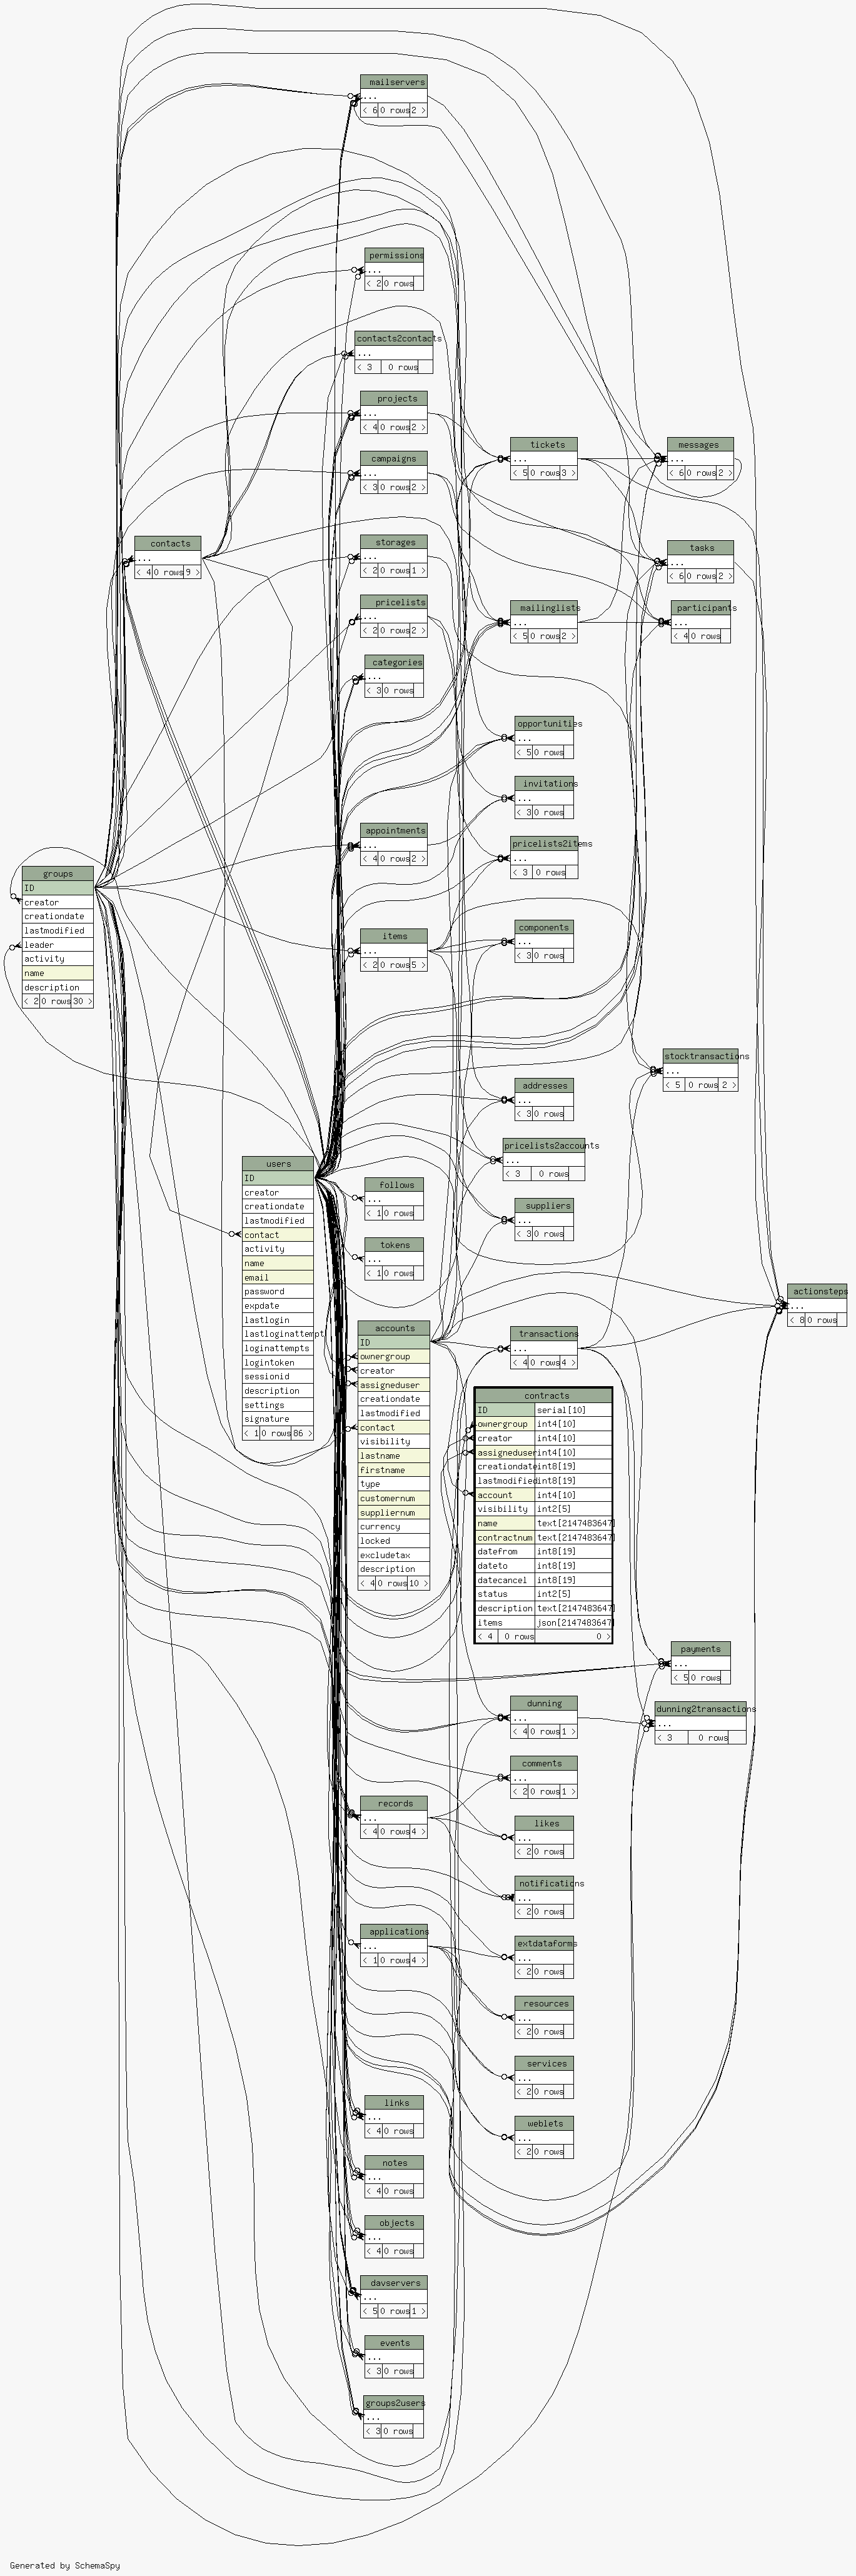 mailservers
...
< 6 0 rows 2 >
permissions
...
< 2 0 rows
contacts2contacts
...
< 3 0 rows
projects
...
< 4 0 rows 2 >
campaigns
...
< 3 0 rows 2 >
tickets
...
< 5 0 rows 3 >
messages
...
< 6 0 rows 2 >
contacts
...
< 4 0 rows 9 >
storages
...
< 2 0 rows 1 >
tasks
...
< 6 0 rows 2 >
pricelists
...
< 2 0 rows 2 >
mailinglists
...
< 5 0 rows 2 >
participants
...
< 4 0 rows
categories
...
< 3 0 rows
opportunities
...
< 5 0 rows
invitations
...
< 3 0 rows
appointments
...
< 4 0 rows 2 >
pricelists2items
...
< 3 0 rows
groups
ID
creator
creationdate
lastmodified
leader
activity
name
description
< 2 0 rows 30 >
items
...
< 2 0 rows 5 >
components
...
< 3 0 rows
stocktransactions
...
< 5 0 rows 2 >
addresses
...
< 3 0 rows
pricelists2accounts
...
< 3 0 rows
users
ID
creator
creationdate
lastmodified
contact
activity
name
email
password
expdate
lastlogin
lastloginattempt
loginattempts
logintoken
sessionid
description
settings
signature
< 1 0 rows 86 >
follows
...
< 1 0 rows
suppliers
...
< 3 0 rows
tokens
...
< 1 0 rows
actionsteps
...
< 8 0 rows
accounts
ID
ownergroup
creator
assigneduser
creationdate
lastmodified
contact
visibility
lastname
firstname
type
customernum
suppliernum
currency
locked
excludetax
description
< 4 0 rows 10 >
transactions
...
< 4 0 rows 4 >
contracts
ID serial[10]
ownergroup int4[10]
creator int4[10]
assigneduser int4[10]
creationdate int8[19]
lastmodified int8[19]
account int4[10]
visibility int2[5]
name text[2147483647]
contractnum text[2147483647]
datefrom int8[19]
dateto int8[19]
datecancel int8[19]
status int2[5]
description text[2147483647]
items json[2147483647]
< 4 0 rows 0 >
payments
...
< 5 0 rows
dunning
...
< 4 0 rows 1 >
dunning2transactions
...
< 3 0 rows
comments
...
< 2 0 rows 1 >
records
...
< 4 0 rows 4 >
likes
...
< 2 0 rows
notifications
...
< 2 0 rows
applications
...
< 1 0 rows 4 >
extdataforms
...
< 2 0 rows
resources
...
< 2 0 rows
services
...
< 2 0 rows
links
...
< 4 0 rows
weblets
...
< 2 0 rows
notes
...
< 4 0 rows
objects
...
< 4 0 rows
davservers
...
< 5 0 rows 1 >
events
...
< 3 0 rows
groups2users
...
< 3 0 rows
Generated by SchemaSpy